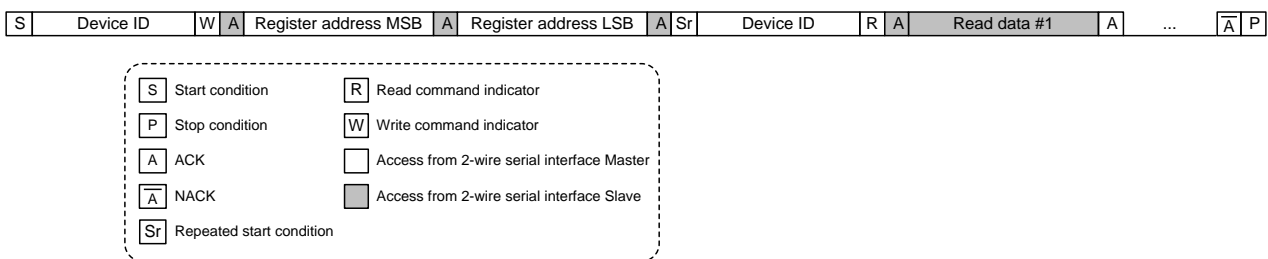 S Device ID W A Register address MSB A Register address LSB A Sr Device ID R A Read data #1 A ... A P
S Start condition R Read command indicator
P Stop condition W Write command indicator
A ACK Access from 2-wire serial interface Master
A NACK Access from 2-wire serial interface Slave
Sr Repeated start condition